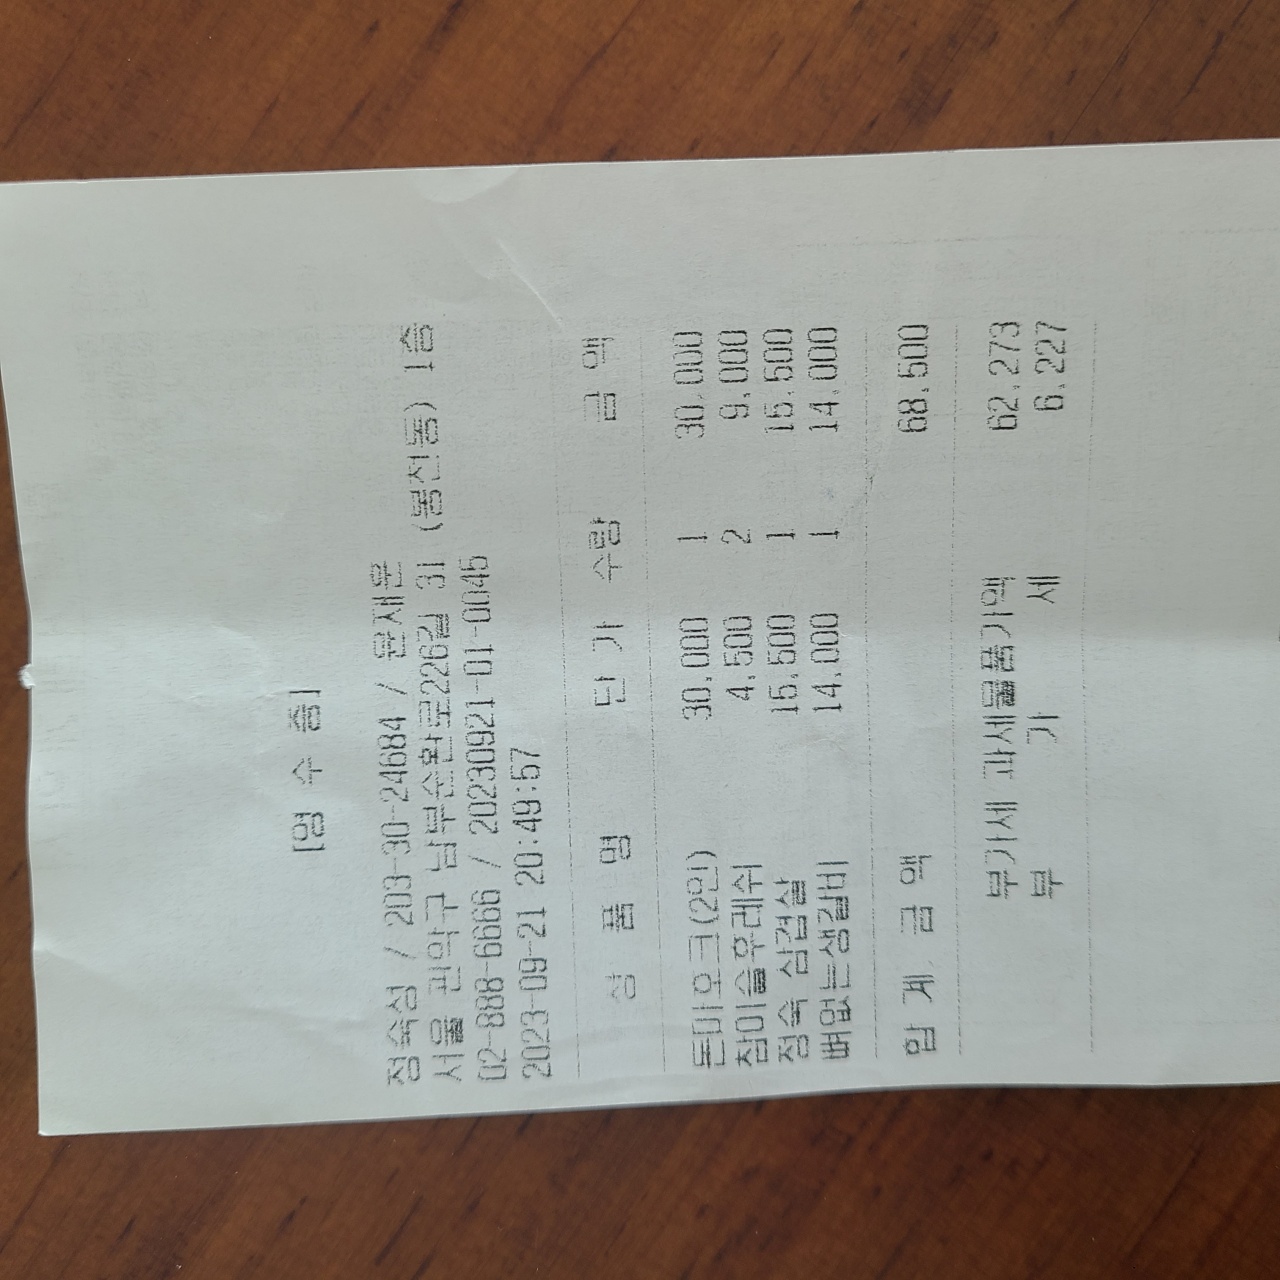 [영 수 증]
정숙성 / 203-30-24684 / 문재운
서울 관악구 남부순환로226길 31 (봉천동) 1층
02-888-6666 / 20230921-01-0045
2023-09-21 20:49:57
상 품 명 단 가 수량 금 액
돈마호크(2인) 30,000 1 30,000
참이슬후레쉬 4,500 2 9,000
정숙 삼겹살 15,500 1 15,500
뼈없는생갈비 14,000 1 14,000
합 계 금 액 68,500
부가세 과세물품가액 62,273
부 가 세 6,227